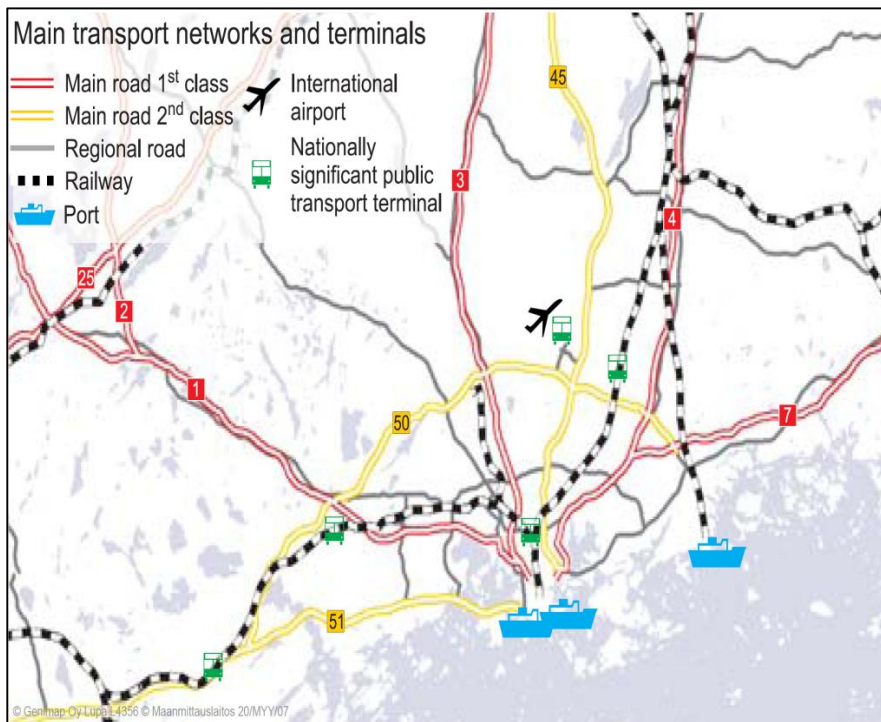 Main transport networks and terminals
Main road 1st class
Main road 2nd class
Regional road
Railway
Port
International
airport
Nationally
significant public
transport terminal
45
3
4
25
2
1
50
7
51
© Genimap Oy Lupa L4356 © Maanmittauslaitos 20/MYY/07